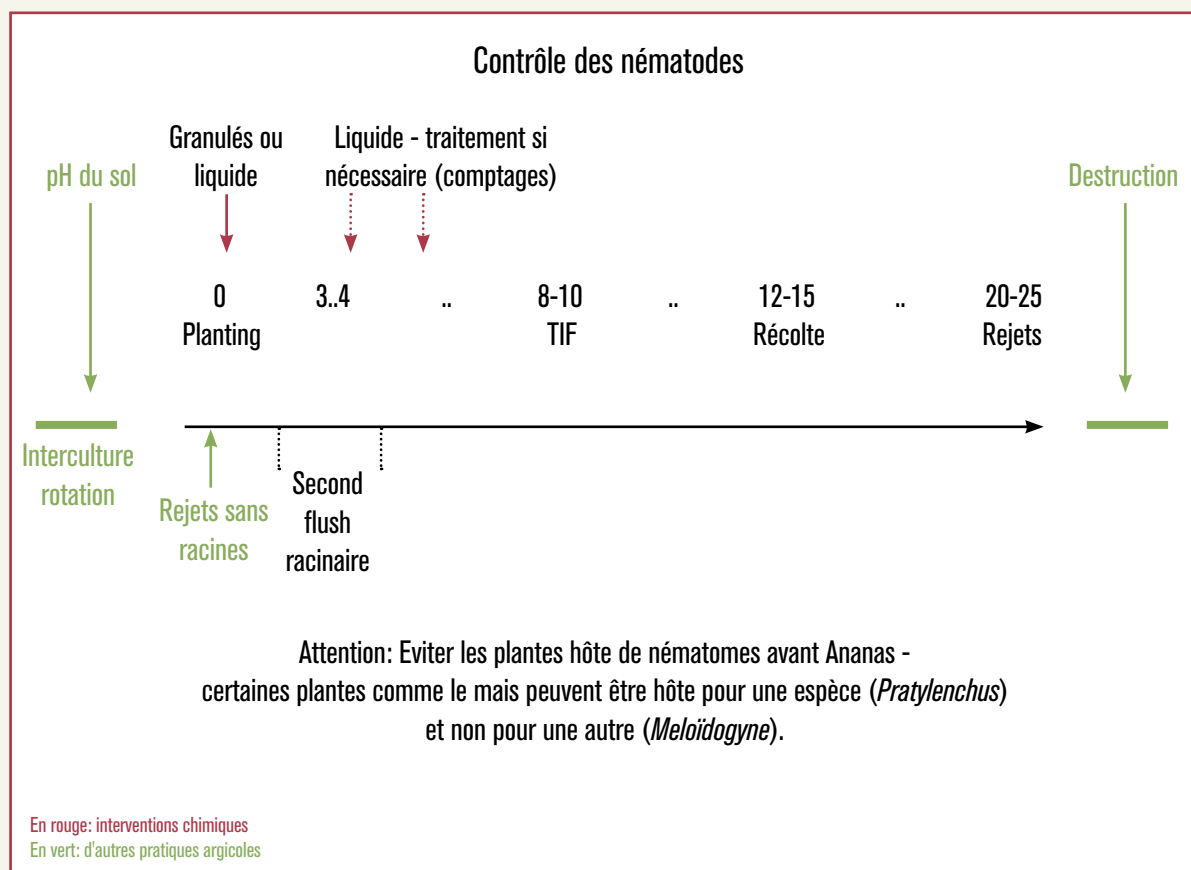 Contrôle des nématodes
Granulés ou
liquide
Liquide - traitement si
nécessaire (comptages)
pH du sol
Destruction
0
Planting
3..4
..
8-10
TIF
..
12-15
Récolte
..
20-25
Rejets
Interculture
rotation
Rejets sans
racines
Second
flush
racinaire
Attention: Eviter les plantes hôte de nématomes avant Ananas -
certaines plantes comme le mais peuvent être hôte pour une espèce (Pratylenchus)
et non pour une autre (Meloïdogyne).
En rouge: interventions chimiques
En vert: d'autres pratiques argicoles